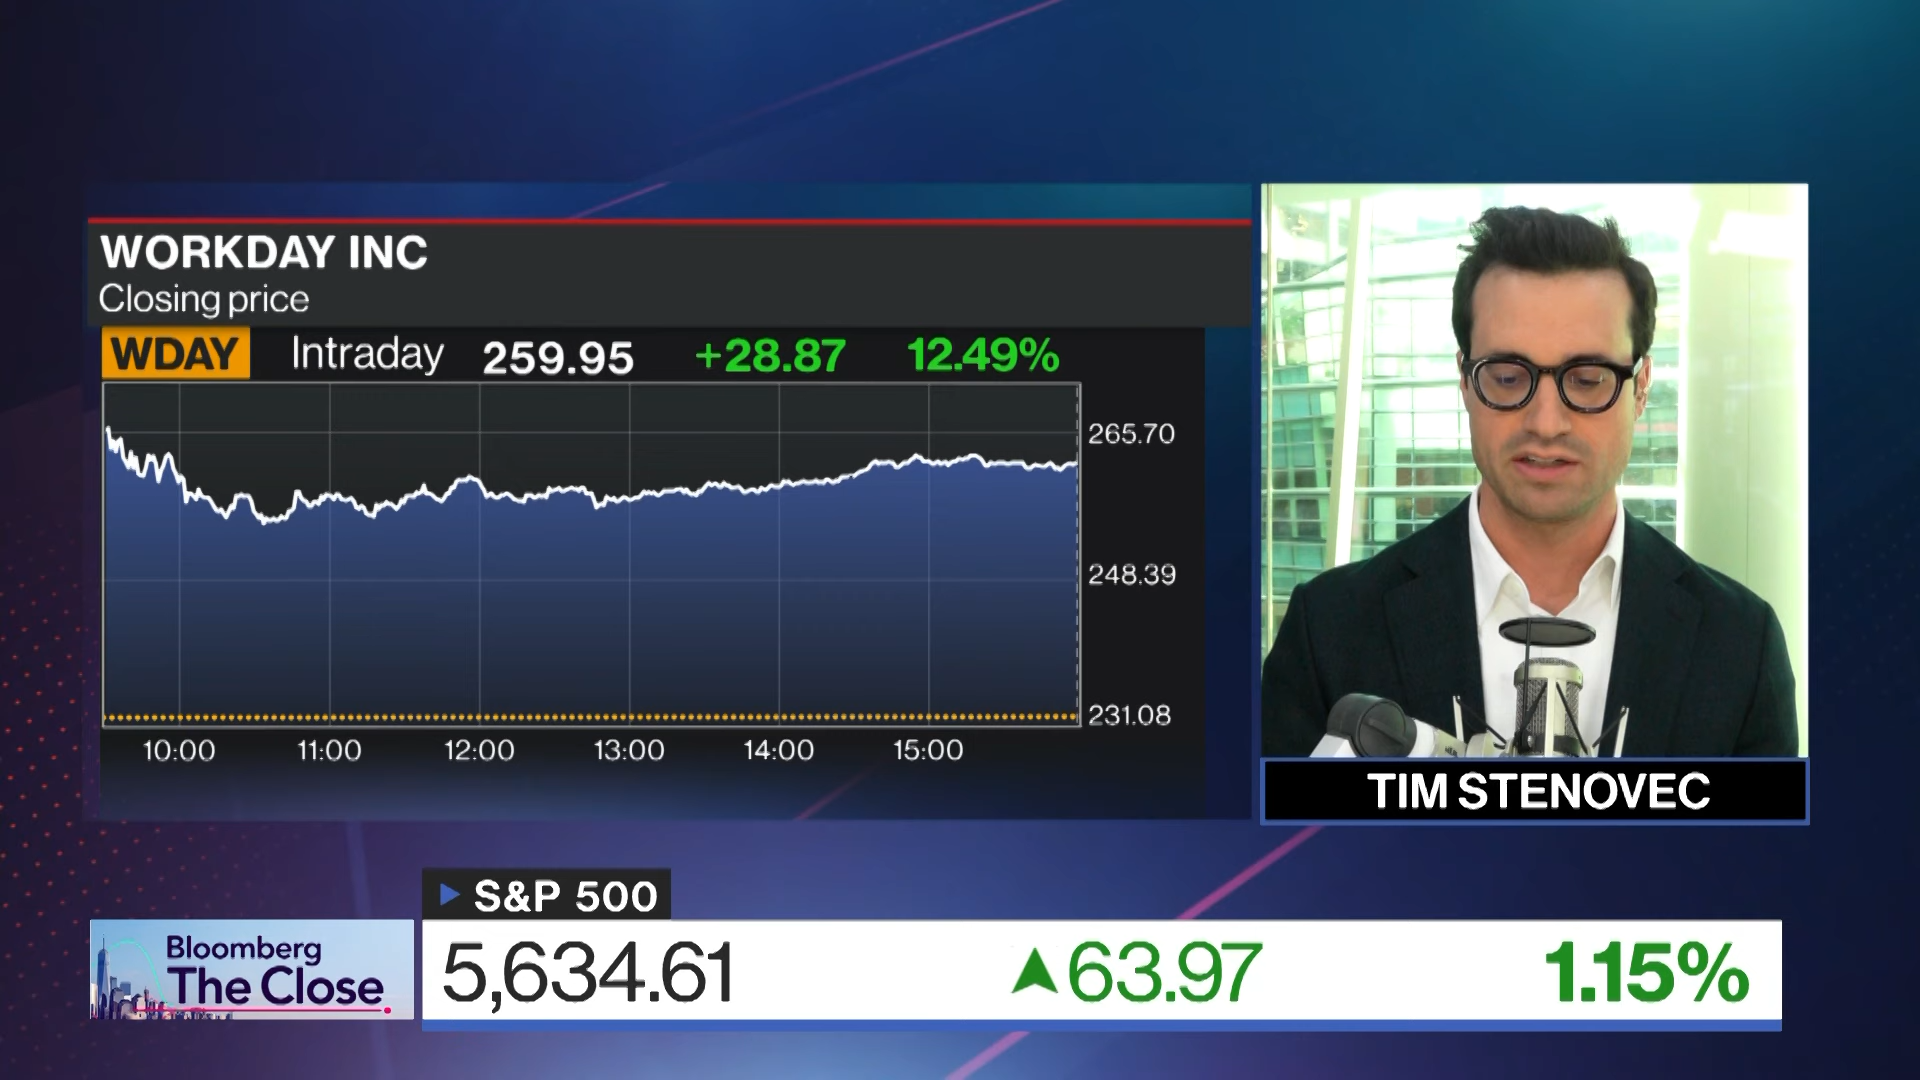 WORKDAY INC
Closing price
WDAY Intraday 259.95 +28.87 12.49%
265.70
248.39
231.08
10:00 11:00 12:00 13:00 14:00 15:00
TIM STENOVEC
S&P 500
5,634.61 ▲63.97 1.15%
Bloomberg
The Close